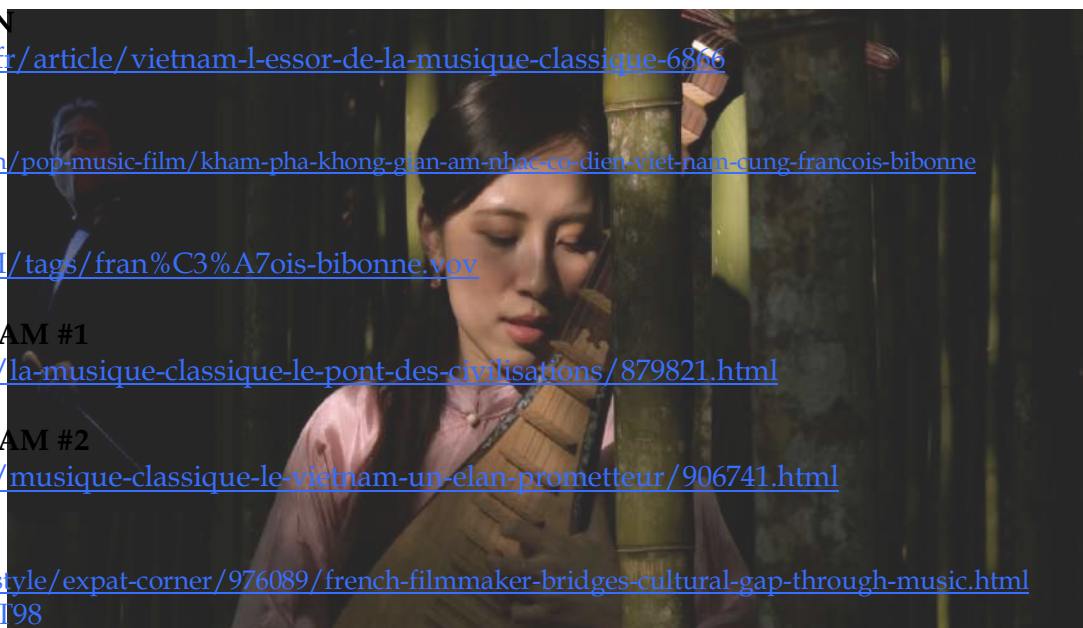 N
fr/article/vietnam-l-essor-de-la-musique-classique-6866
n/pop-music-film/kham-pha-khong-gian-am-nhac-co-dien-viet-nam-cung-francois-bibonne
/tags/fran%C3%A7ois-bibonne.vov
AM #1
/la-musique-classique-le-pont-des-civilisations/879821.html
AM #2
/musique-classique-le-vietnam-un-elan-prometteur/906741.html
style/expat-corner/976089/french-filmmaker-bridges-cultural-gap-through-music.html
T98